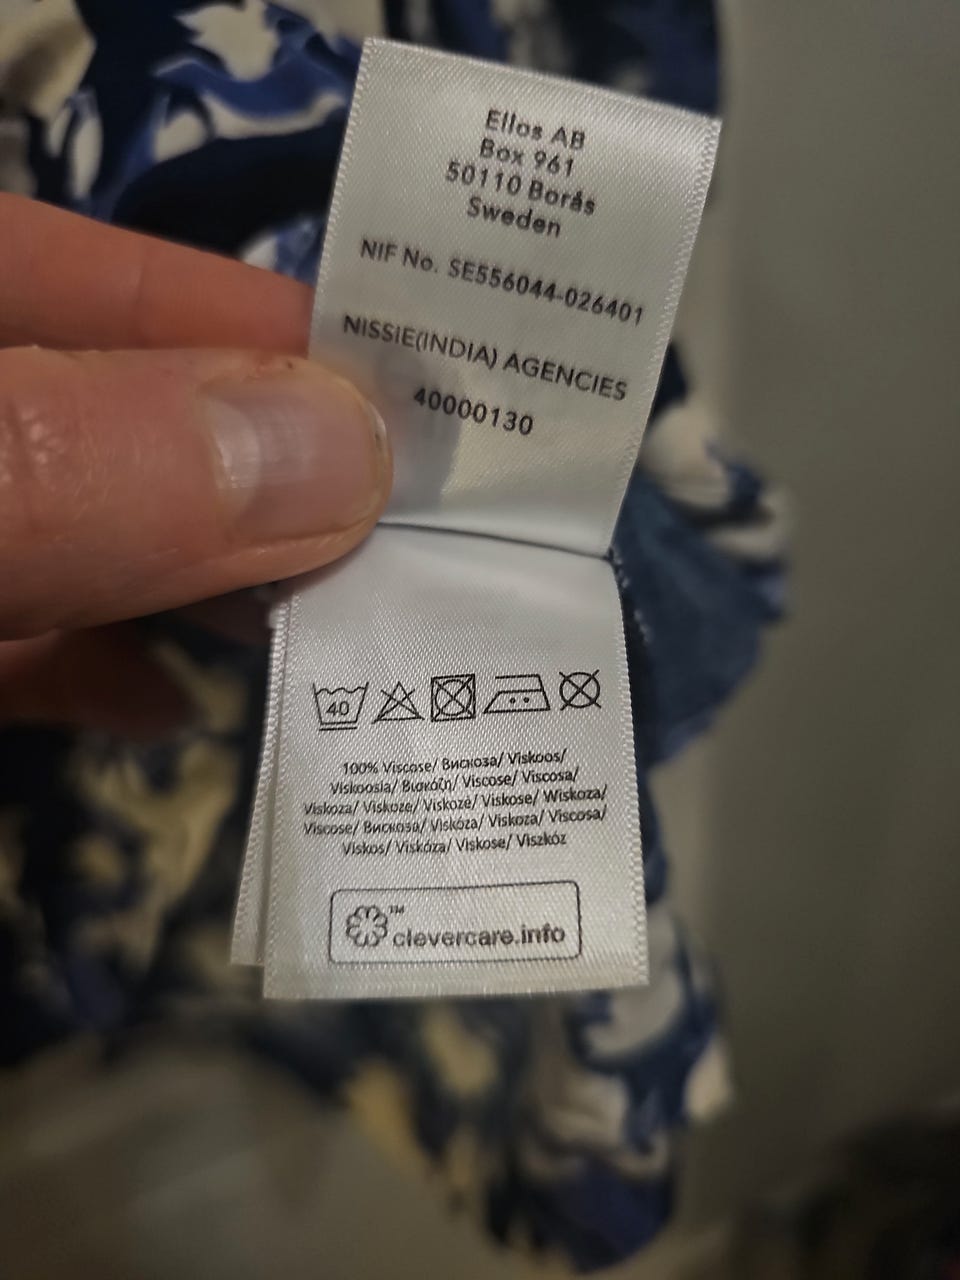 Ellos AB
Box 961
50110 Borås
Sweden
NIF No. SE556044-026401
NISSIE(INDIA) AGENCIES
40000130
40
100% Viscose/ Вискоза/ Viskoos/
Viskoosia/ Βισκόζη/ Viscose/ Viscosa/
Viskoza/ Viskoze/ Viskozė/ Viskose/ Wiskoza/
Viscose/ Вискоза/ Viskóza/ Viskoza/ Viscosa/
Viskos/ Viskóza/ Viskose/ Viszkóz
TM
clevercare.info